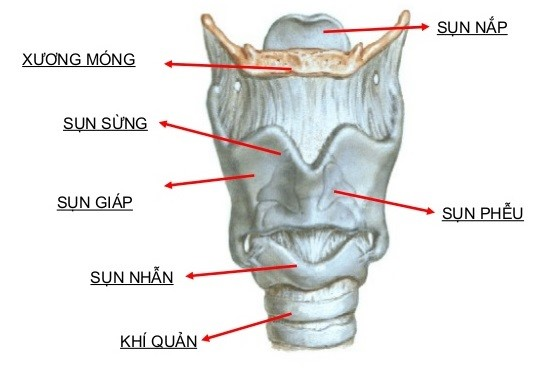 SỤN NẮP
XƯƠNG MÓNG
SỤN SỪNG
SỤN GIÁP
SỤN PHỄU
SỤN NHẪN
KHÍ QUẢN